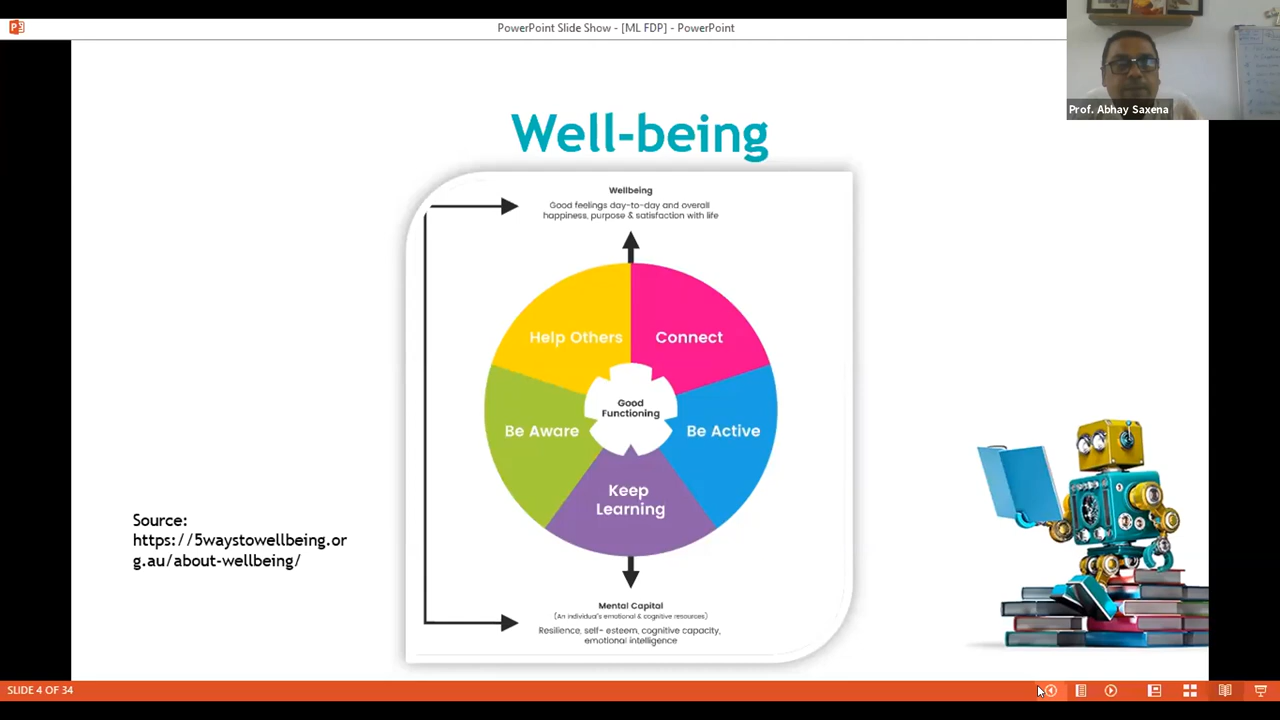 PowerPoint Slide Show - [ML FDP] - PowerPoint
Prof. Abhay Saxena
Well-being
Wellbeing
Good feelings day-to-day and overall
happiness, purpose & satisfaction with life
Help Others
Connect
Good
Functioning
Be Aware
Be Active
Keep
Learning
Source:
https://5waystowellbeing.or
g.au/about-wellbeing/
Mental Capital
(An individual's emotional & cognitive resources)
Resilience, self- esteem, cognitive capacity,
emotional intelligence
SLIDE 4 OF 34